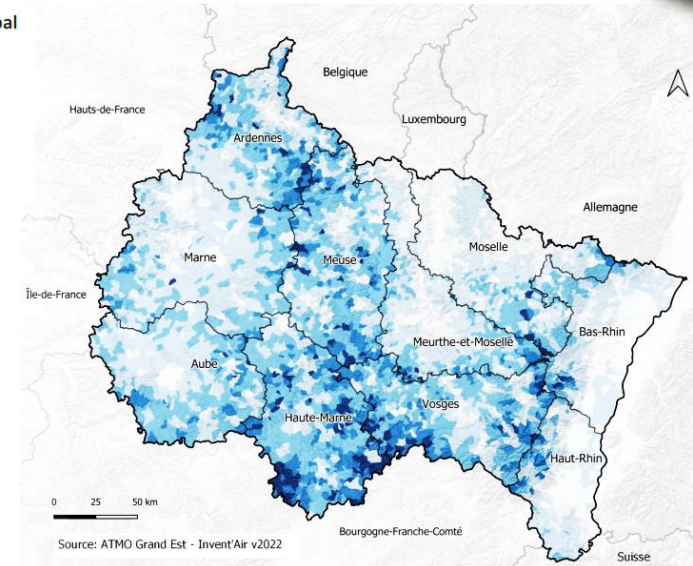 pal
Belgique
Hauts-de-France
Luxembourg
Ardennes
Allemagne
Moselle
Marne
Meuse
Île-de-France
Bas-Rhin
Meurthe-et-Moselle
Aube
Vosges
Haute-Marne
Haut-Rhin
0 25 50 km
Bourgogne-Franche-Comté
Source: ATMO Grand Est - Invent'Air v2022
Suisse